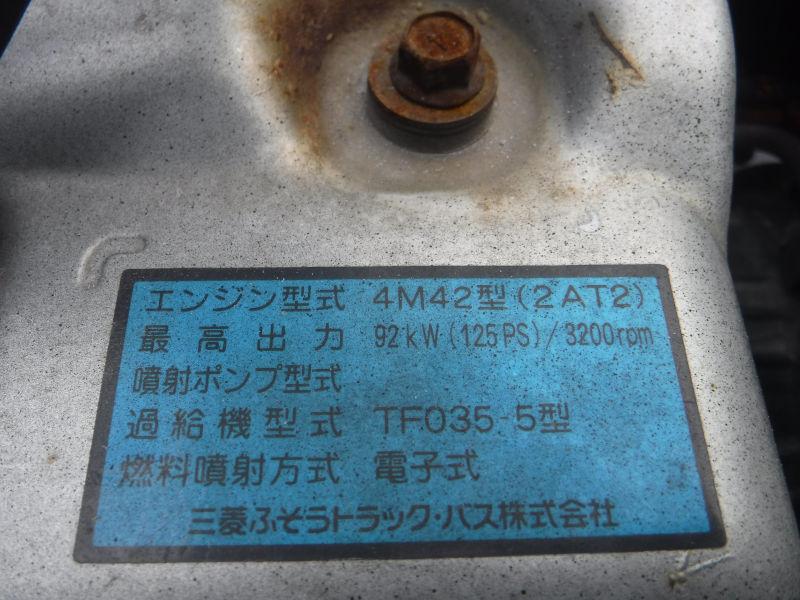 エンジン型式 4M42型(2AT2)
最高出力 92kW(125PS)/3200rpm
噴射ポンプ型式
過給機型式 TF035-5型
燃料噴射方式 電子式
三菱ふそうトラック・バス株式会社